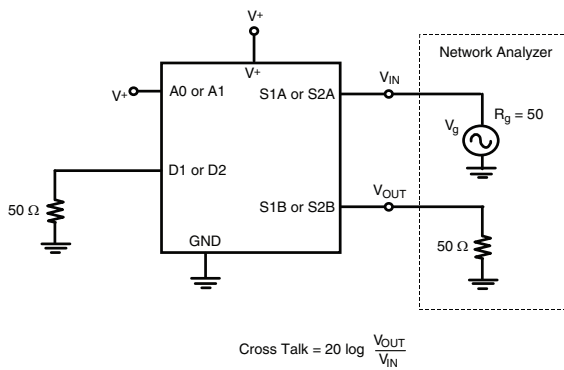 V+
Network Analyzer
V+
V+
A0 or A1
S1A or S2A
VIN
Vg
Rg = 50
D1 or D2
50 Ω
S1B or S2B
VOUT
50 Ω
GND
Cross Talk = 20 log VOUT
VIN